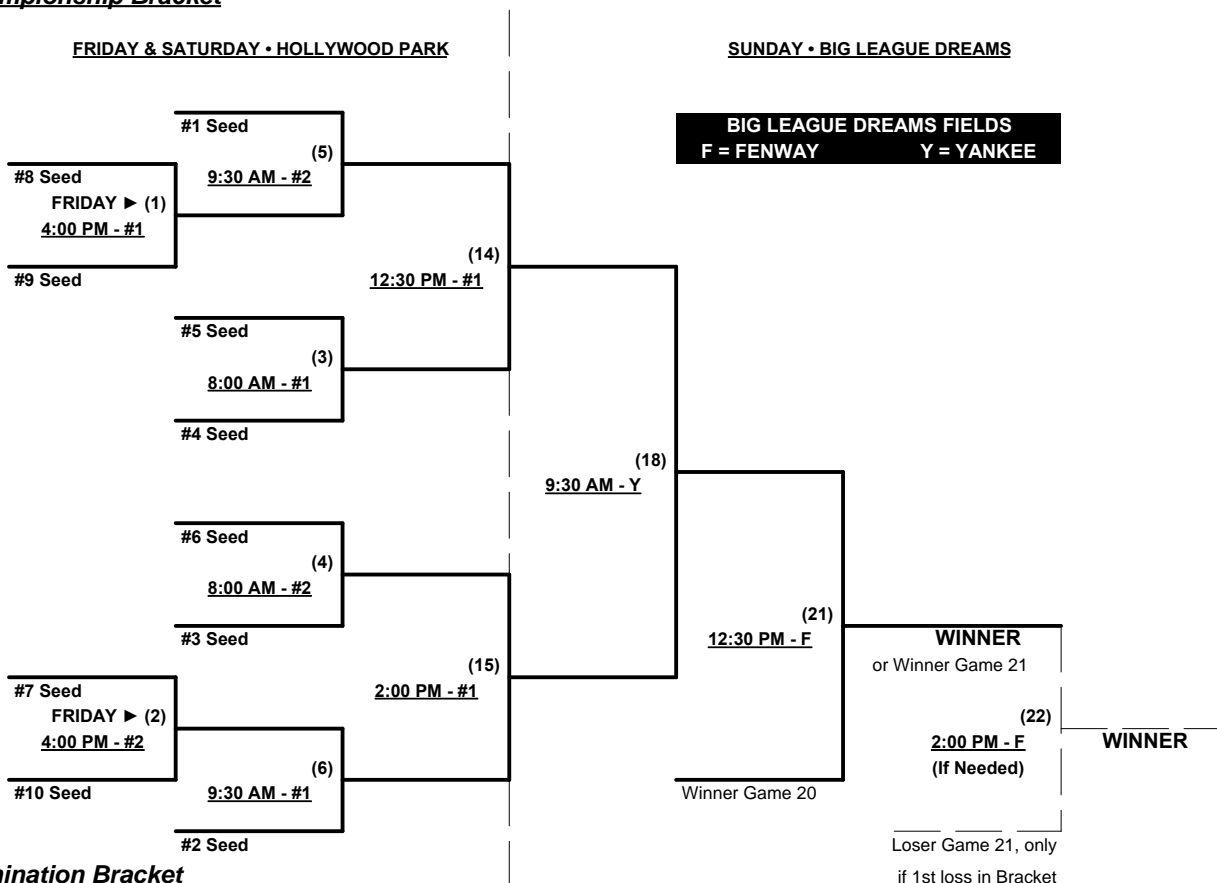 mpionship Bracket
FRIDAY & SATURDAY • HOLLYWOOD PARK
SUNDAY • BIG LEAGUE DREAMS
BIG LEAGUE DREAMS FIELDS
F = FENWAY Y = YANKEE
#1 Seed
(5)
9:30 AM - #2
#8 Seed
FRIDAY ► (1)
4:00 PM - #1
#9 Seed
(14)
12:30 PM - #1
#5 Seed
(3)
8:00 AM - #1
#4 Seed
(18)
9:30 AM - Y
#6 Seed
(4)
8:00 AM - #2
#3 Seed
(15)
2:00 PM - #1
#7 Seed
FRIDAY ► (2)
4:00 PM - #2
#10 Seed
(6)
9:30 AM - #1
#2 Seed
(21)
12:30 PM - F
Winner Game 20
WINNER
or Winner Game 21
(22)
2:00 PM - F
(If Needed)
WINNER
Loser Game 21, only
if 1st loss in Bracket
ination Bracket